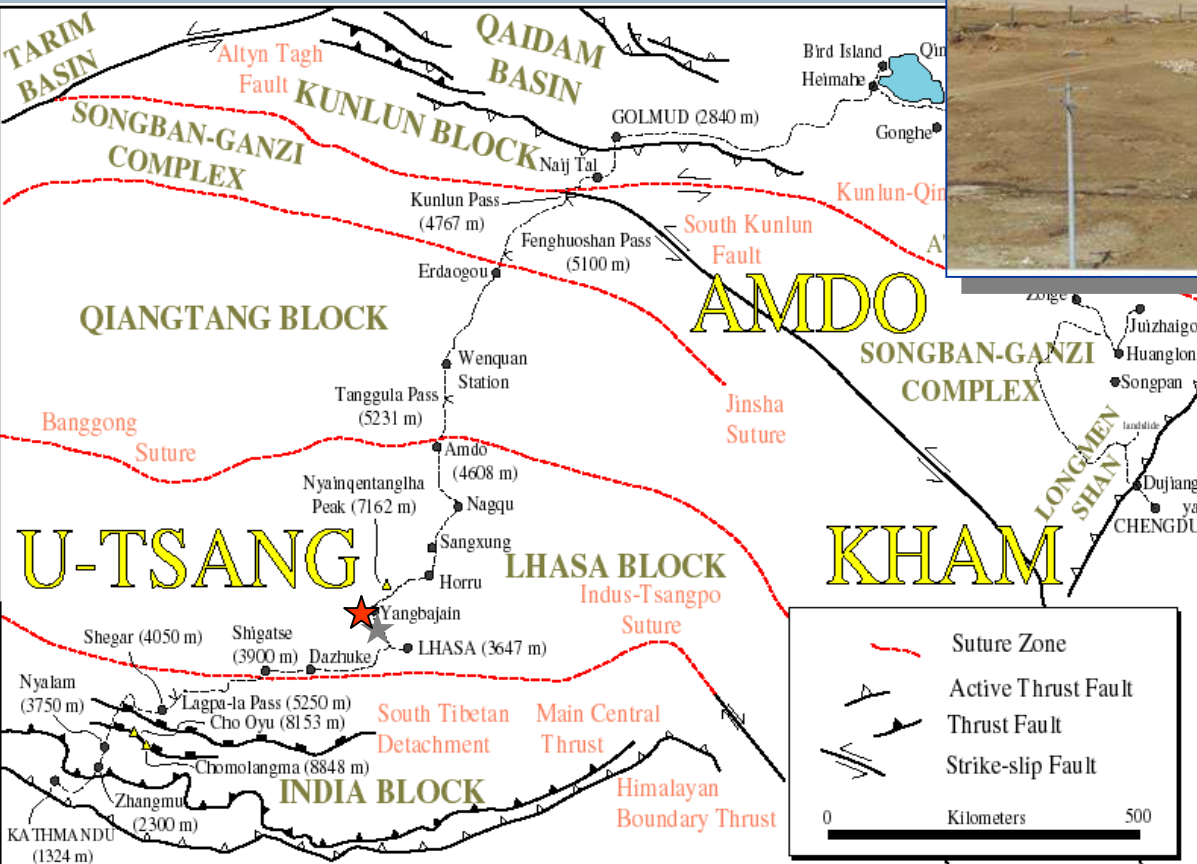 TARIM
BASIN
Altyn Tagh
Fault
QAIDAM
BASIN
Bird Island
Heimahe
Gonghe
GOLMUD (2840 m)
KUNLUN BLOCK
SONGBAN-GANZI
COMPLEX
Naij Tal
Kunlun Pass
(4767 m)
South Kunlun
Fault
Fenghuoshan Pass
(5100 m)
Erdaogou
AMDO
QIANGTANG BLOCK
SONGBAN-GANZI
COMPLEX
Huanglon
Songpan
Wenquan
Station
Tanggula Pass
(5231 m)
Jinsha
Suture
Banggong
Suture
landslide
LONGMEN
SHAN
Amdo
(4608 m)
Nyainqentanglha
Peak (7162 m)
Nagqu
Dujiang
ya
CHENGDU
U-TSANG
Sangxung
KHAM
LHASA BLOCK
Horru
Indus-Tsangpo
Suture
Yangbajain
Shegar (4050 m)
Shigatse
(3900 m)
Dazhuke
LHASA (3647 m)
Nyalam
(3750 m)
Lagpa-la Pass (5250 m)
Cho Oyu (8153 m)
South Tibetan
Detachment
Main Central
Thrust
Chomolangma (8848 m)
INDIA BLOCK
Himalayan
Boundary Thrust
Zhangmu
(2300 m)
KATHMANDU
(1324 m)
Suture Zone
Active Thrust Fault
Thrust Fault
Strike-slip Fault
0
Kilometers
500